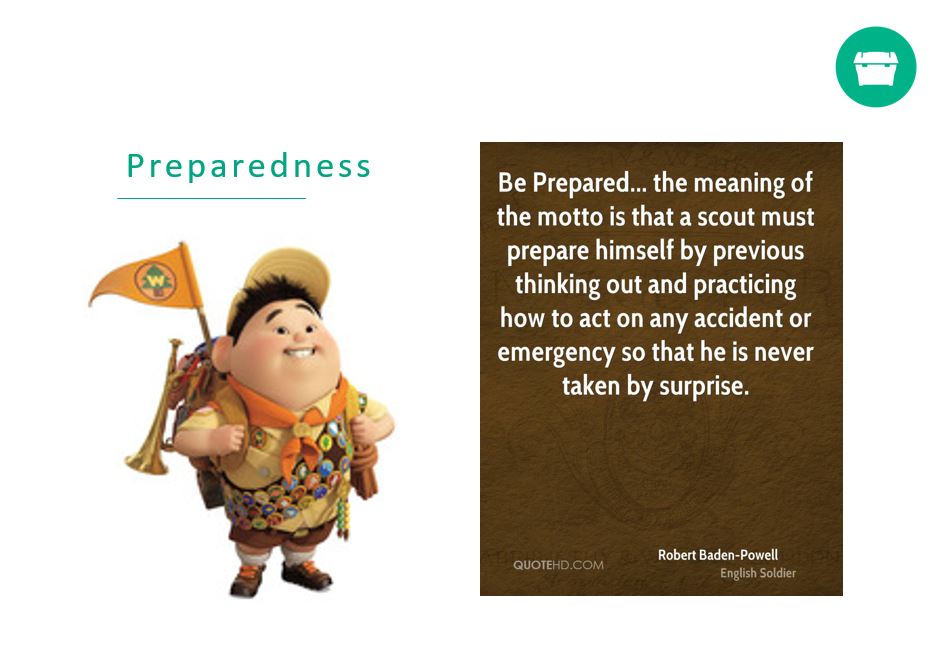 Preparedness
W
Be Prepared... the meaning of
the motto is that a scout must
prepare himself by previous
thinking out and practicing
how to act on any accident or
emergency so that he is never
taken by surprise.
Robert Baden-Powell
English Soldier
QUOTEHD.COM